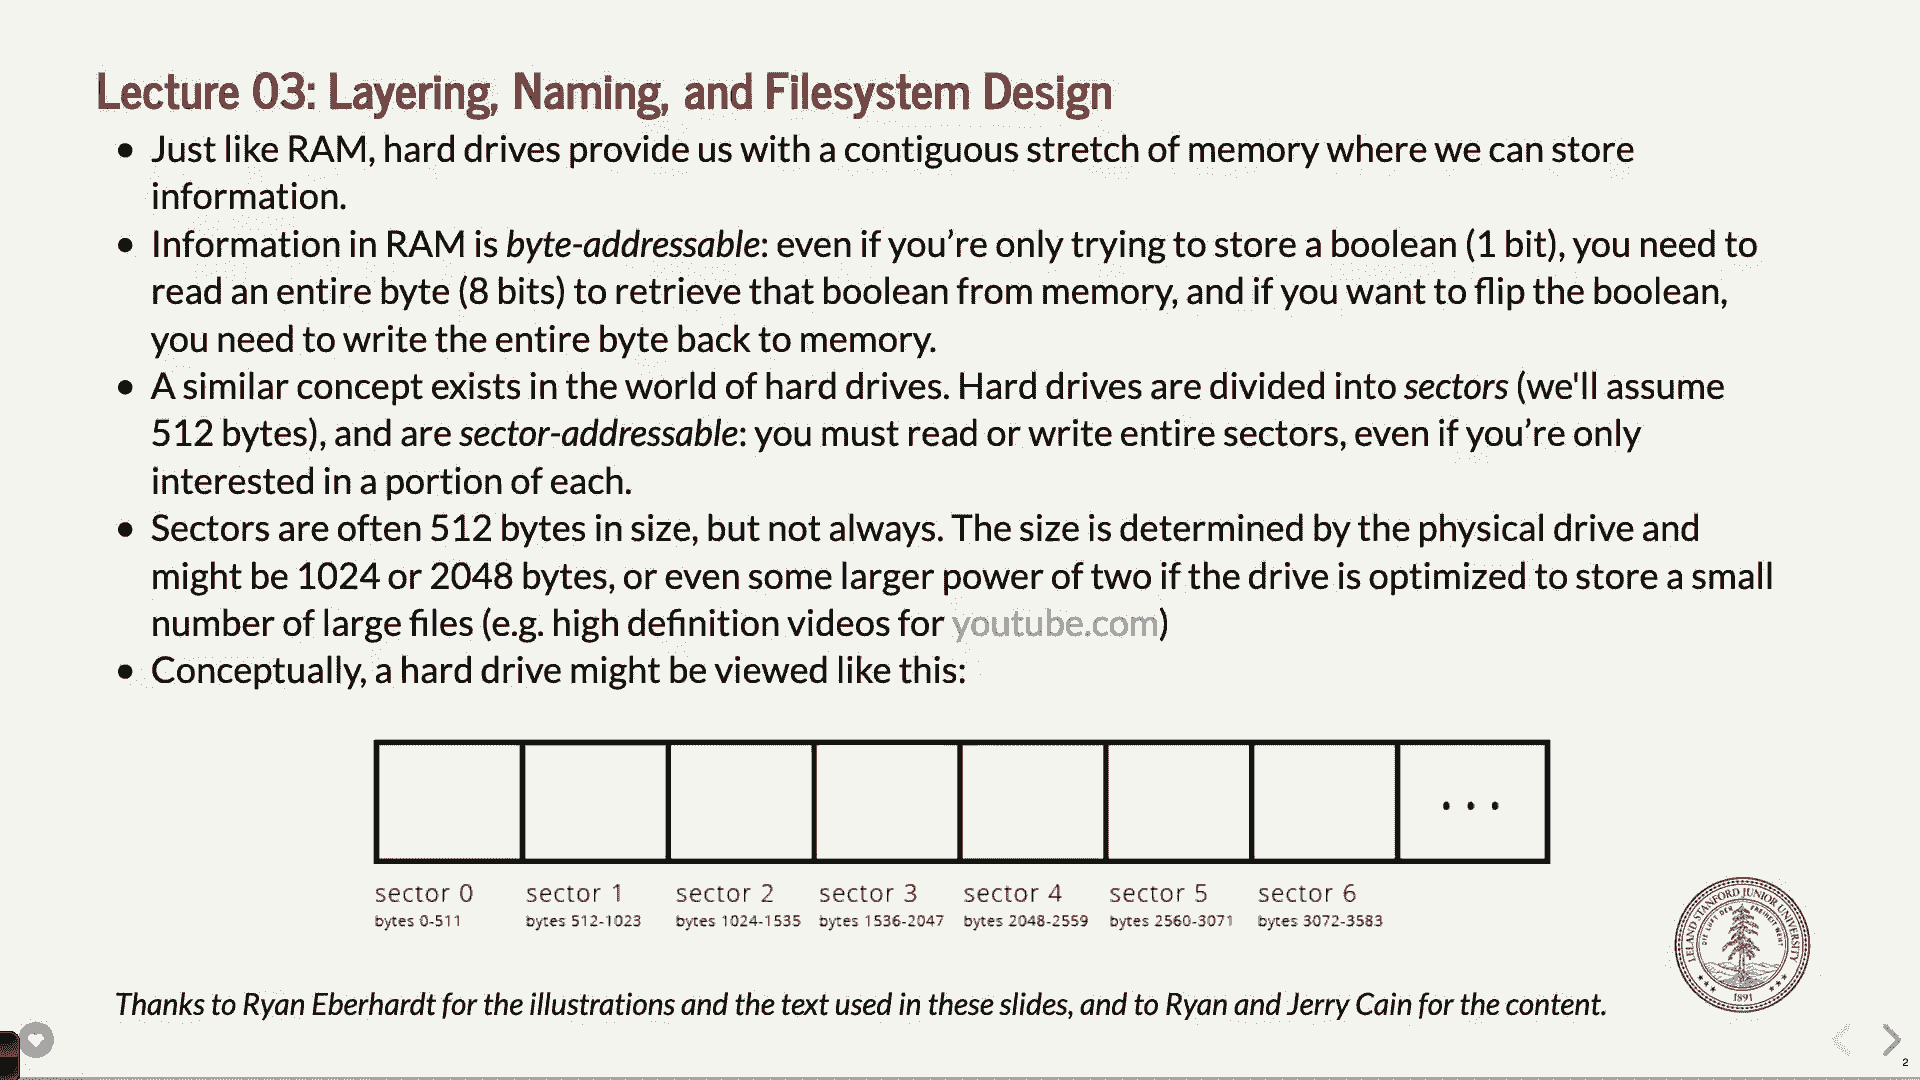 Lecture 03: Layering, Naming, and Filesystem Design
• Just like RAM, hard drives provide us with a contiguous stretch of memory where we can store
information.
• Information in RAM is byte-addressable: even if you’re only trying to store a boolean (1 bit), you need to
read an entire byte (8 bits) to retrieve that boolean from memory, and if you want to flip the boolean,
you need to write the entire byte back to memory.
• A similar concept exists in the world of hard drives. Hard drives are divided into sectors (we'll assume
512 bytes), and are sector-addressable: you must read or write entire sectors, even if you’re only
interested in a portion of each.
• Sectors are often 512 bytes in size, but not always. The size is determined by the physical drive and
might be 1024 or 2048 bytes, or even some larger power of two if the drive is optimized to store a small
number of large files (e.g. high definition videos for youtube.com)
• Conceptually, a hard drive might be viewed like this:
...
sector 0 sector 1 sector 2 sector 3 sector 4 sector 5 sector 6
bytes 0-511 bytes 512-1023 bytes 1024-1535 bytes 1536-2047 bytes 2048-2559 bytes 2560-3071 bytes 3072-3583
LELAND STANFORD JUNIOR UNIVERSITY
DIE LUFT DER FREIHEIT WEHT
1891
Thanks to Ryan Eberhardt for the illustrations and the text used in these slides, and to Ryan and Jerry Cain for the content.
2